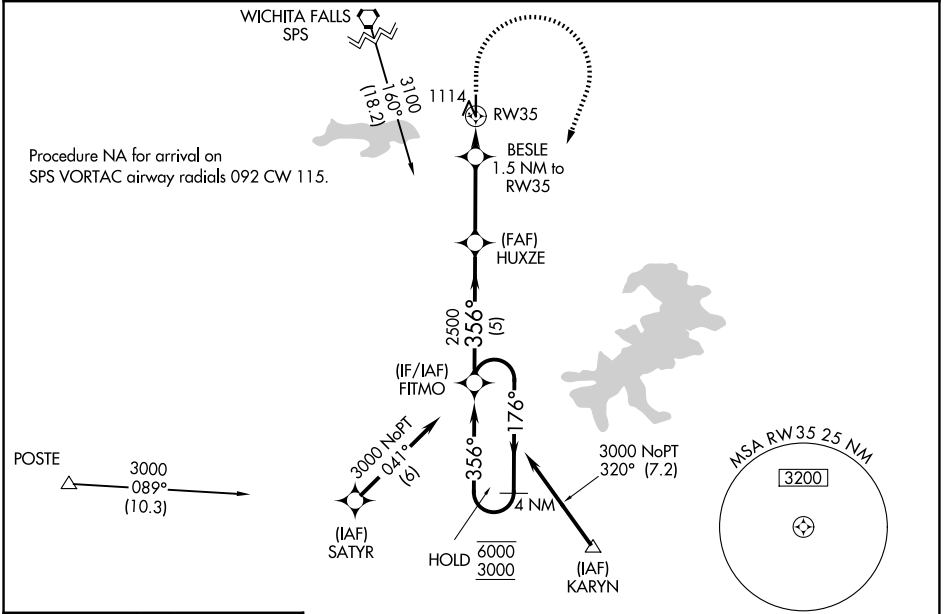 WICHITA FALLS
SPS
3100
160°
(18.2)
1114
RW35
Procedure NA for arrival on
SPS VORTAC airway radials 092 CW 115.
BESLE
1.5 NM to
RW35
(FAF)
HUXZE
2500
356°
(5)
(IF/IAF)
FITMO
176°
356°
3000 NoPT
041°
(6)
POSTE
3000
089°
(10.3)
(IAF)
SATYR
3000 NoPT
320° (7.2)
4 NM
HOLD
6000
3000
(IAF)
KARYN
MSA RW35 25 NM
3200